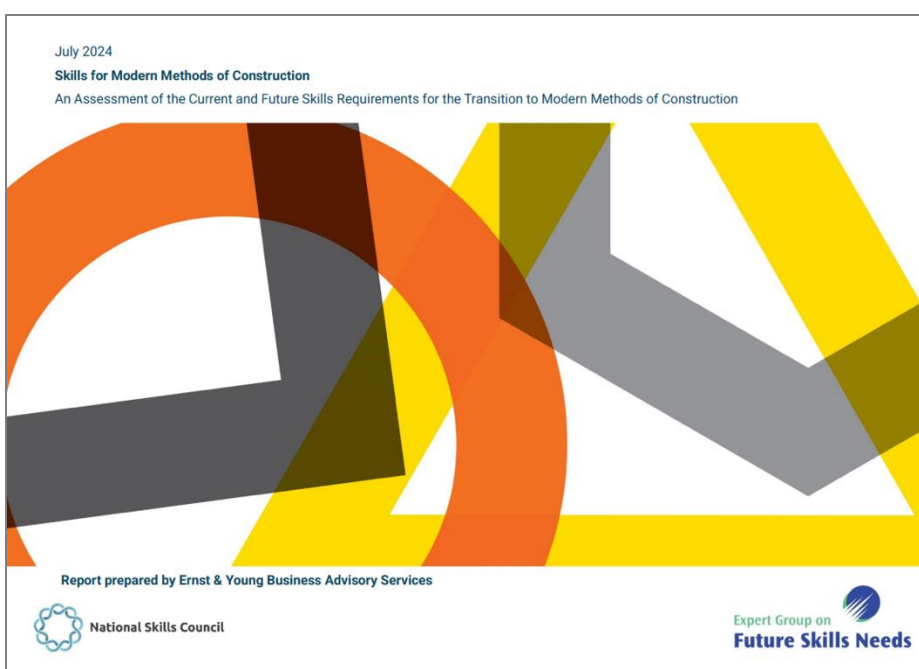 July 2024
Skills for Modern Methods of Construction
An Assessment of the Current and Future Skills Requirements for the Transition to Modern Methods of Construction
Report prepared by Ernst & Young Business Advisory Services
National Skills Council
Expert Group on
Future Skills Needs